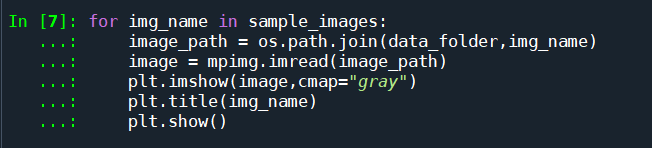 In [7]: for img_name in sample_images:
   ...:     image_path = os.path.join(data_folder,img_name)
   ...:     image = mpimg.imread(image_path)
   ...:     plt.imshow(image,cmap="gray")
   ...:     plt.title(img_name)
   ...:     plt.show()